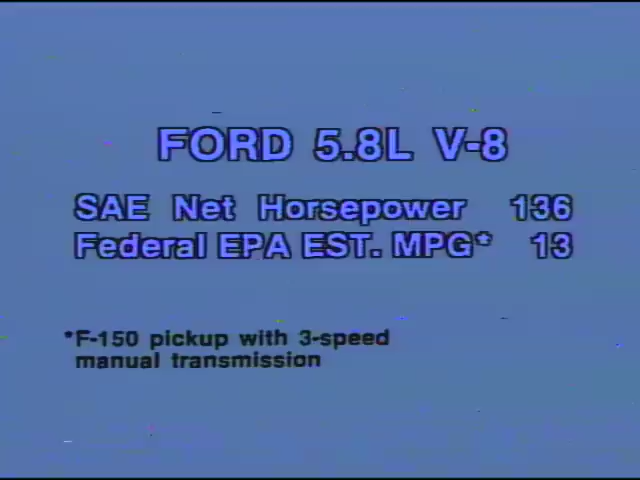 FORD 5.8L V-8
SAE Net Horsepower 136
Federal EPA EST. MPG* 13
*F-150 pickup with 3-speed
manual transmission